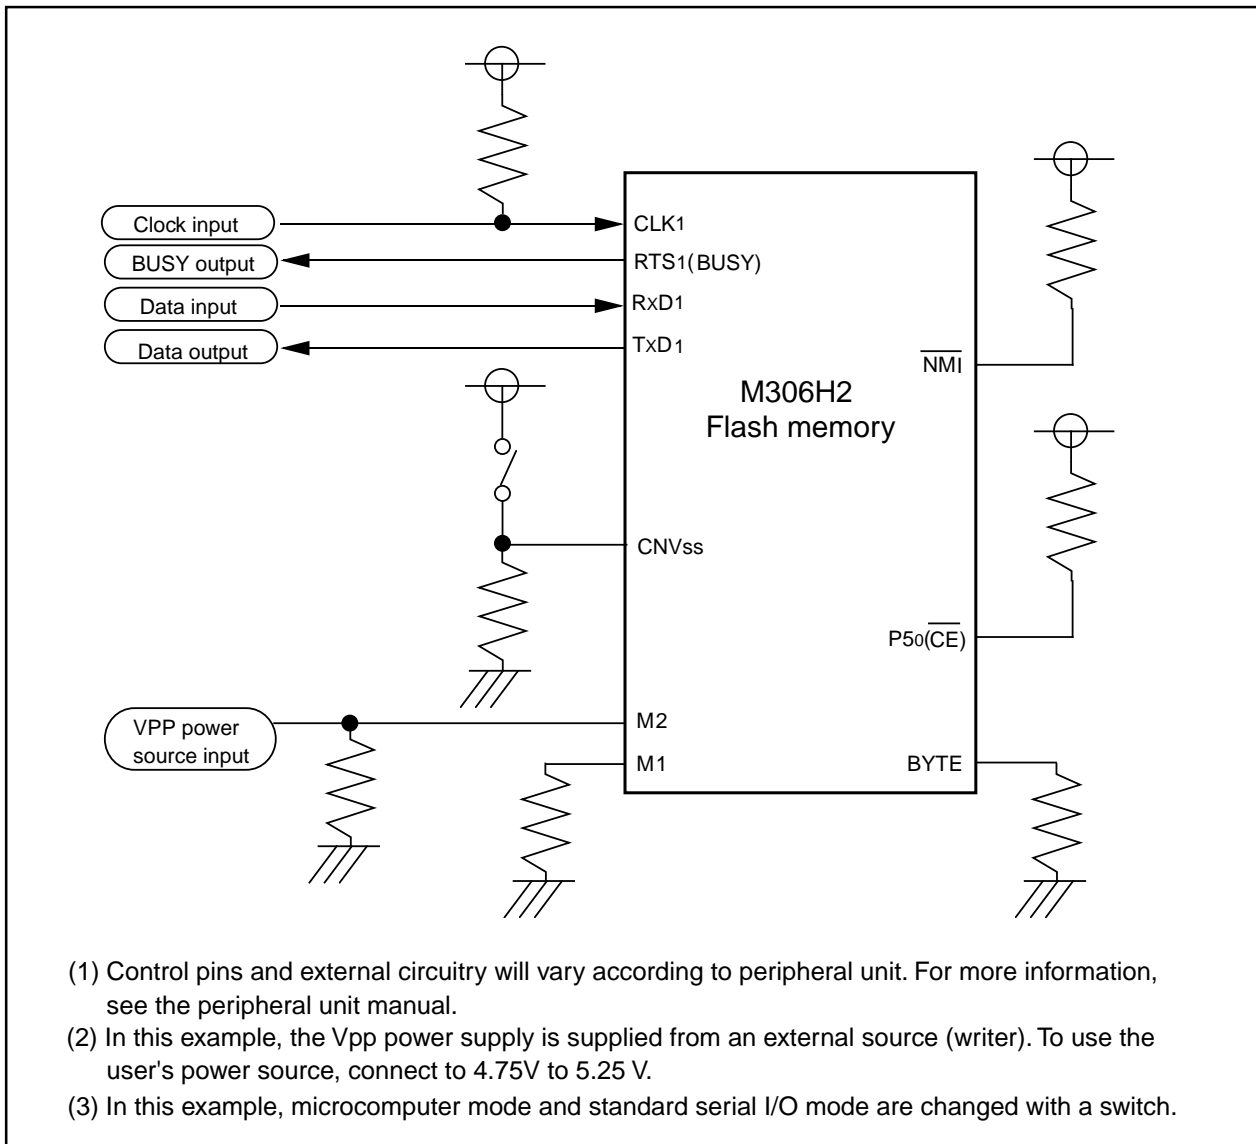 Clock input
BUSY output
Data input
Data output
CLK1
RTS1(BUSY)
RxD1
TxD1
M306H2
Flash memory
NMI
CNVss
P50(CE)
VPP power
source input
M2
M1
BYTE
(1) Control pins and external circuitry will vary according to peripheral unit. For more information,
see the peripheral unit manual.
(2) In this example, the Vpp power supply is supplied from an external source (writer). To use the
user's power source, connect to 4.75V to 5.25 V.
(3) In this example, microcomputer mode and standard serial I/O mode are changed with a switch.